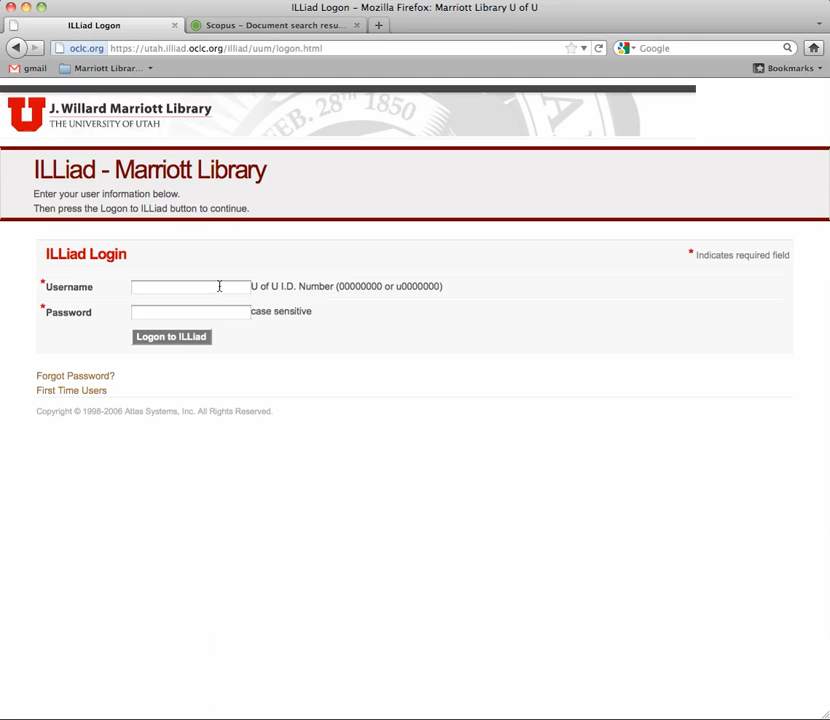 ILLiad Logon - Mozilla Firefox: Marriott Library U of U
ILLiad Logon
Scopus - Document search resu...
oclc.org https://utah.illiad.oclc.org/illiad/uum/logon.html
Google
gmail
Marriott Librar...
Bookmarks
J. Willard Marriott Library
THE UNIVERSITY OF UTAH
FEB. 28TH 1850
ILLiad - Marriott Library
Enter your user information below.
Then press the Logon to ILLiad button to continue.
ILLiad Login
* Indicates required field
* Username
U of U I.D. Number (00000000 or u0000000)
* Password
case sensitive
Logon to ILLiad
Forgot Password?
First Time Users
Copyright © 1998-2006 Atlas Systems, Inc. All Rights Reserved.